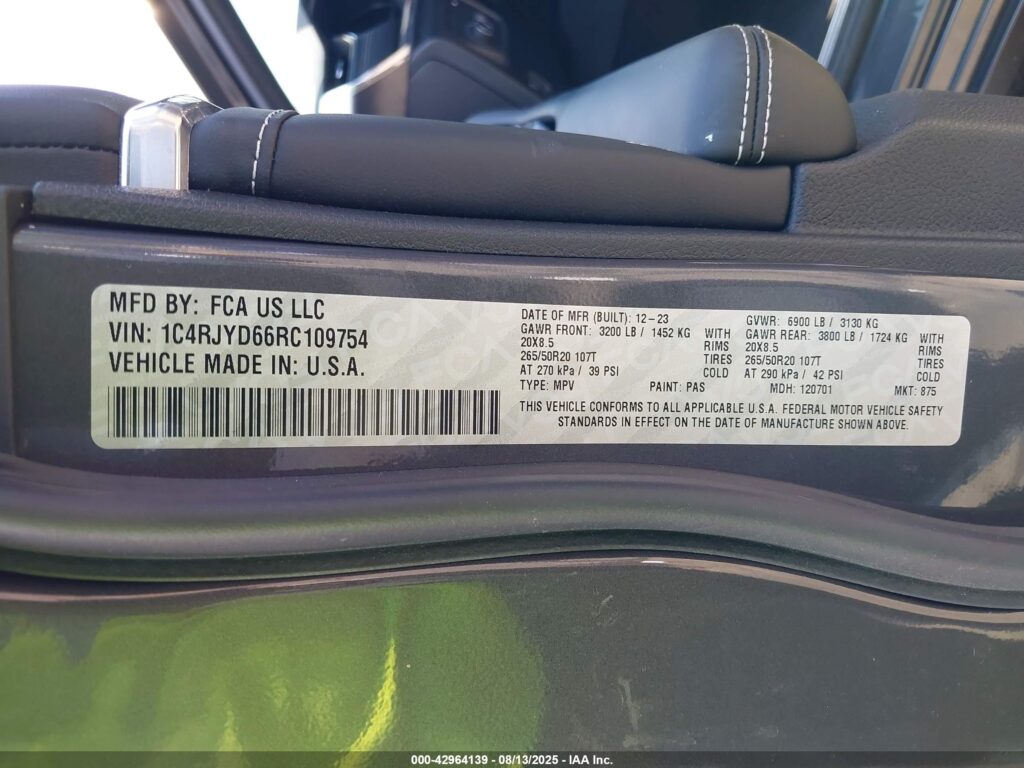 MFD BY: FCA US LLC
VIN: 1C4RJYD66RC109754
VEHICLE MADE IN: U.S.A.
DATE OF MFR (BUILT): 12-23
GAWR FRONT: 3200 LB / 1452 KG WITH
20X8.5 RIMS
265/50R20 107T TIRES
AT 270 kPa / 39 PSI COLD
TYPE: MPV
PAINT: PAS
GVWR: 6900 LB / 3130 KG
GAWR REAR: 3800 LB / 1724 KG WITH
20X8.5 RIMS
265/50R20 107T TIRES
AT 290 kPa / 42 PSI COLD
MDH: 120701
MKT: 875
THIS VEHICLE CONFORMS TO ALL APPLICABLE U.S.A. FEDERAL MOTOR VEHICLE SAFETY
STANDARDS IN EFFECT ON THE DATE OF MANUFACTURE SHOWN ABOVE.
000-42964139 - 08/13/2025 - IAA Inc.